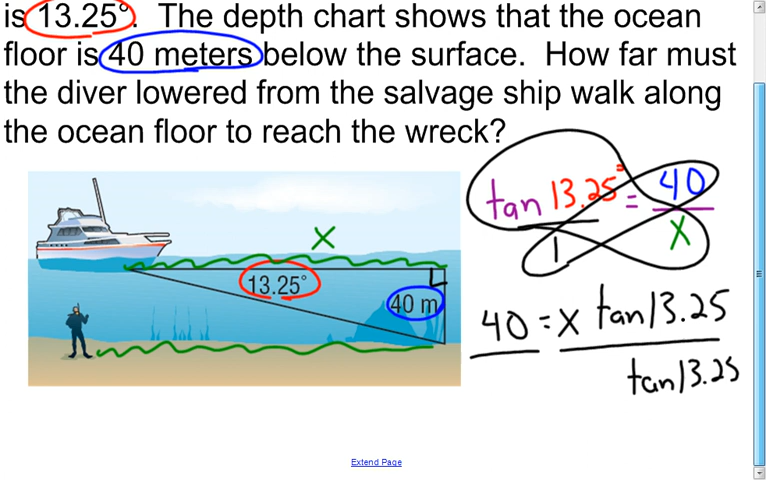 is 13.25°. The depth chart shows that the ocean
floor is 40 meters below the surface. How far must
the diver lowered from the salvage ship walk along
the ocean floor to reach the wreck?
x
13.25°
40 m
tan 13.25° = 40
1 x
40 = x tan 13.25
tan 13.25
Extend Page